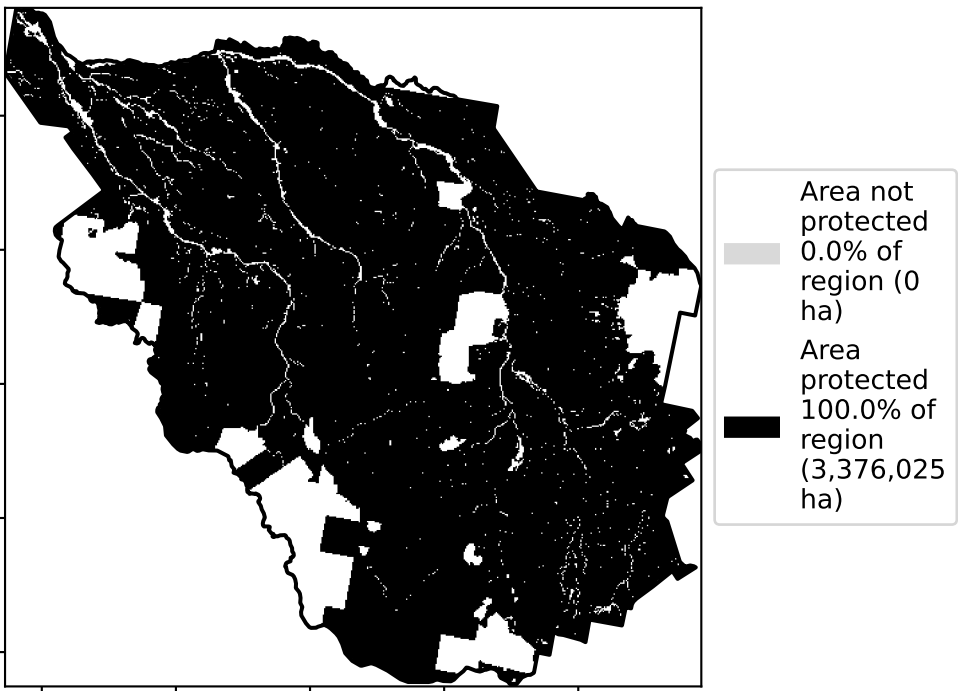 Area not
protected
0.0% of
region (0
ha)
Area
protected
100.0% of
region
(3,376,025
ha)